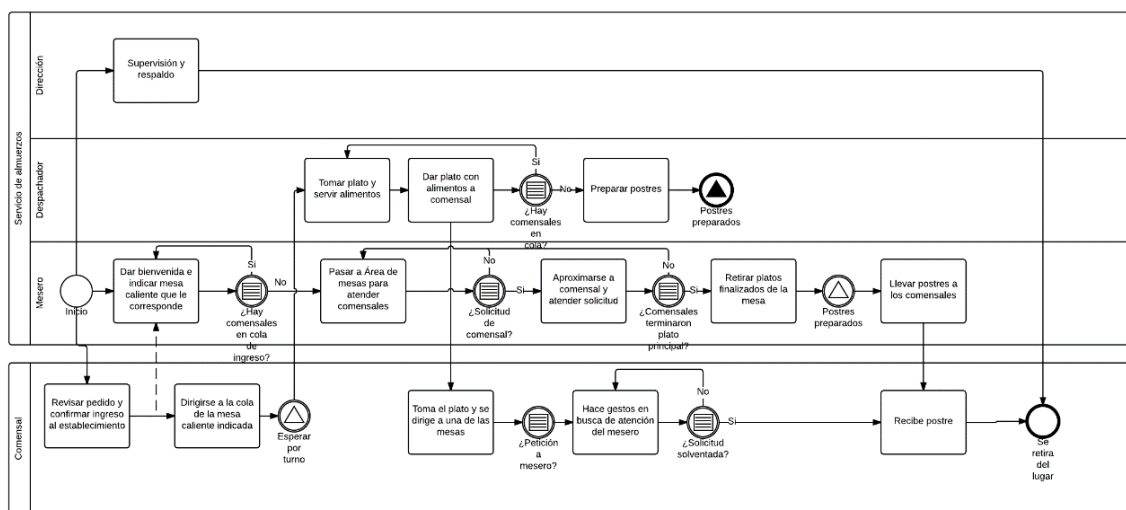 Servicio de almuerzos
Dirección
Supervisión y
respaldo
Despachador
Tomar plato y
servir alimentos
Dar plato con
alimentos a
comensal
Si
¿Hay
comensales
en
cola?
No
Preparar postres
Postres
preparados
Mesero
Inicio
Dar bienvenida e
indicar mesa
caliente que le
corresponde
Si
¿Hay
comensales
en cola
de
ingreso?
No
Pasar a Área de
mesas para
atender
comensales
No
¿Solicitud
de
comensal?
Si
Aproximarse a
comensal y
atender solicitud
No
¿Comensales
terminaron
plato
principal?
Si
Retirar platos
finalizados de la
mesa
Postres
preparados
Llevar postres a
los comensales
Comensal
Revisar pedido y
confirmar ingreso
al establecimiento
Dirigirse a la cola
de la mesa
caliente indicada
Esperar
por
turno
Toma el plato y se
dirige a una de las
mesas
¿Petición
a
mesero?
Hace gestos en
busca de atención
del mesero
No
¿Solicitud
solventada?
Si
Recibe postre
Se
retira
del
lugar